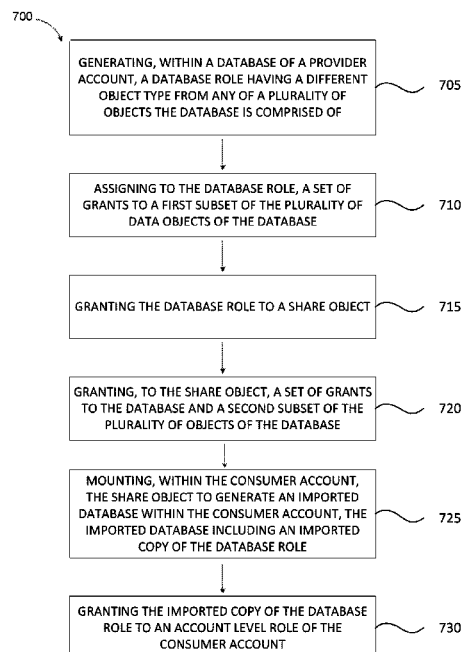 700
GENERATING, WITHIN A DATABASE OF A PROVIDER
ACCOUNT, A DATABASE ROLE HAVING A DIFFERENT
OBJECT TYPE FROM ANY OF A PLURALITY OF
OBJECTS THE DATABASE IS COMPRISED OF
705
ASSIGNING TO THE DATABASE ROLE, A SET OF
GRANTS TO A FIRST SUBSET OF THE PLURALITY OF
DATA OBJECTS OF THE DATABASE
710
GRANTING THE DATABASE ROLE TO A SHARE OBJECT
715
GRANTING, TO THE SHARE OBJECT, A SET OF GRANTS
TO THE DATABASE AND A SECOND SUBSET OF THE
PLURALITY OF OBJECTS OF THE DATABASE
720
MOUNTING, WITHIN THE CONSUMER ACCOUNT,
THE SHARE OBJECT TO GENERATE AN IMPORTED
DATABASE WITHIN THE CONSUMER ACCOUNT, THE
IMPORTED DATABASE INCLUDING AN IMPORTED
COPY OF THE DATABASE ROLE
725
GRANTING THE IMPORTED COPY OF THE DATABASE
ROLE TO AN ACCOUNT LEVEL ROLE OF THE
CONSUMER ACCOUNT
730